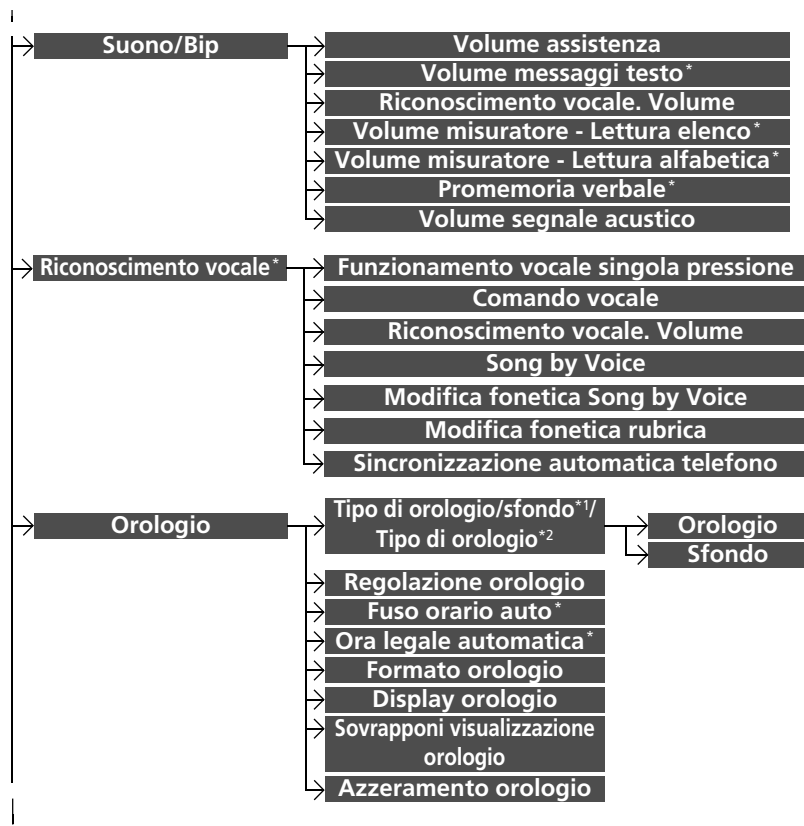 Suono/Bip
Volume assistenza
Volume messaggi testo*
Riconoscimento vocale. Volume
Volume misuratore - Lettura elenco*
Volume misuratore - Lettura alfabetica*
Promemoria verbale*
Volume segnale acustico
Riconoscimento vocale*
Funzionamento vocale singola pressione
Comando vocale
Riconoscimento vocale. Volume
Song by Voice
Modifica fonetica Song by Voice
Modifica fonetica rubrica
Sincronizzazione automatica telefono
Orologio
Tipo di orologio/sfondo*1/
Tipo di orologio*2
Orologio
Sfondo
Regolazione orologio
Fuso orario auto*
Ora legale automatica*
Formato orologio
Display orologio
Sovrapponi visualizzazione
orologio
Azzeramento orologio